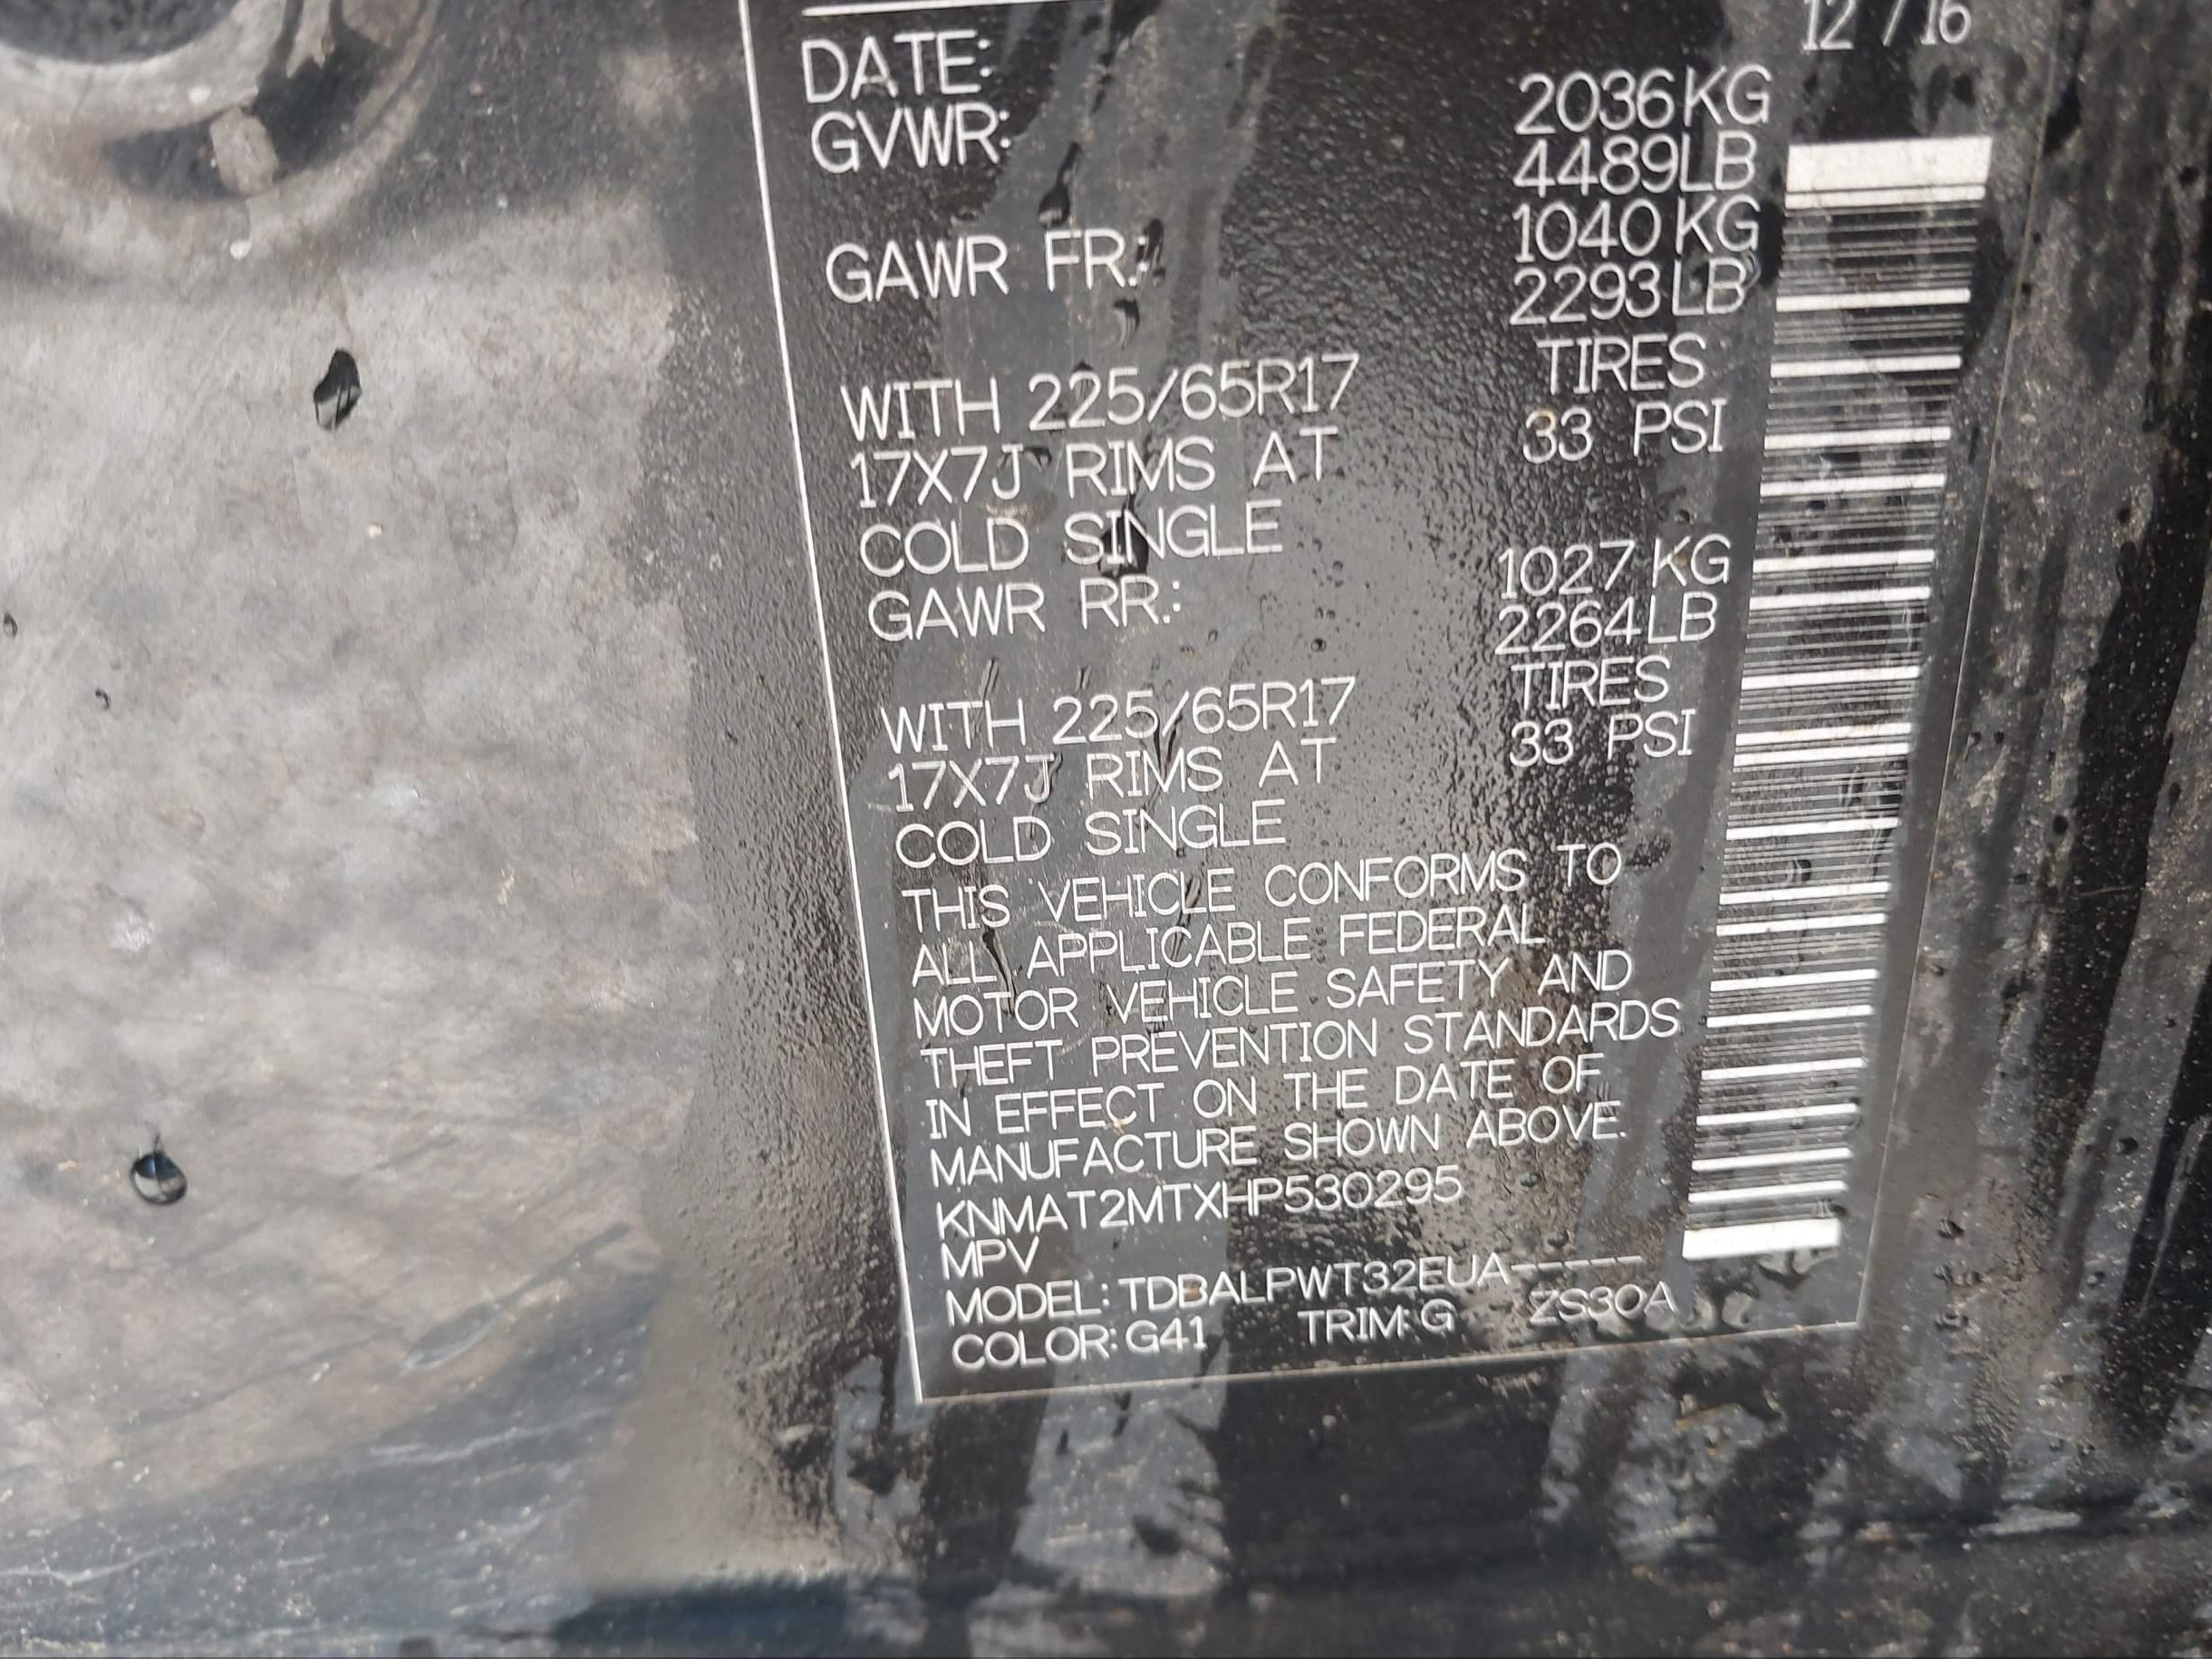 DATE: 12 / 16
GVWR: 2036KG
4489LB
GAWR FR.: 1040KG
2293LB
WITH 225/65R17 TIRES
17X7J RIMS AT 33 PSI
COLD SINGLE
GAWR RR.: 1027KG
2264LB
WITH 225/65R17 TIRES
17X7J RIMS AT 33 PSI
COLD SINGLE
THIS VEHICLE CONFORMS TO
ALL APPLICABLE FEDERAL
MOTOR VEHICLE SAFETY AND
THEFT PREVENTION STANDARDS
IN EFFECT ON THE DATE OF
MANUFACTURE SHOWN ABOVE.
KNMAT2MTXHP530295
MPV
MODEL: TDBALPWT32EUA-----
COLOR: G41 TRIM: G ZS30A